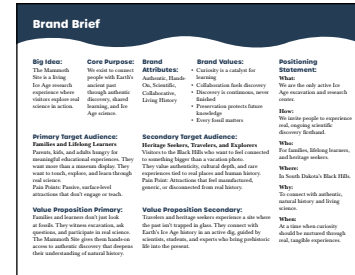 Brand Brief
Big Idea:
The Mammoth
Site is a living
Ice Age research
experience where
visitors explore real
science in action.
Core Purpose:
We exist to connect
people with Earth's
ancient past
through authentic
discovery, shared
learning, and Ice
Age science.
Brand
Attributes:
Authentic, Hands-
On, Scientific,
Collaborative,
Living History
Brand Values:
• Curiosity is a catalyst for
learning
• Collaboration fuels discovery
• Discovery is continuous, never
finished
• Preservation protects future
knowledge
• Every fossil matters
Positioning
Statement:
What:
We are the only active Ice
Age excavation and research
center.
How:
We invite people to experience
real, ongoing scientific
discovery firsthand.
Who:
For families, lifelong learners,
and heritage seekers.
Where:
In South Dakota's Black Hills.
Why:
To connect with authentic,
natural history and living
science.
When:
At a time when curiosity
should be nurtured through
real, tangible experiences.
Primary Target Audience:
Families and Lifelong Learners
Parents, kids, and adults hungry for
meaningful educational experiences. They
want more than a museum display. They
want to touch, explore, and learn through
real science.
Pain Points: Passive, surface-level
attractions that don't engage or teach.
Secondary Target Audience:
Heritage Seekers, Travelers, and Explorers
Visitors to the Black Hills who want to feel connected
to something bigger than a vacation photo.
They value authenticity, cultural depth, and care
experiences tied to real places and human history.
Pain Point: Attractions that feel manufactured,
generic, or disconnected from real history.
Value Proposition Primary:
Families and learners don't just look
at fossils. They witness excavation, ask
questions, and participate in real science.
The Mammoth Site gives them hands-on
access to authentic discovery that deepens
their understanding of natural history.
Value Proposition Secondary:
Travelers and heritage seekers experience a site where
the past isn't trapped in glass. They connect with
Earth's Ice Age history in an active dig, guided by
scientists, students, and experts who bring prehistoric
life into the present.